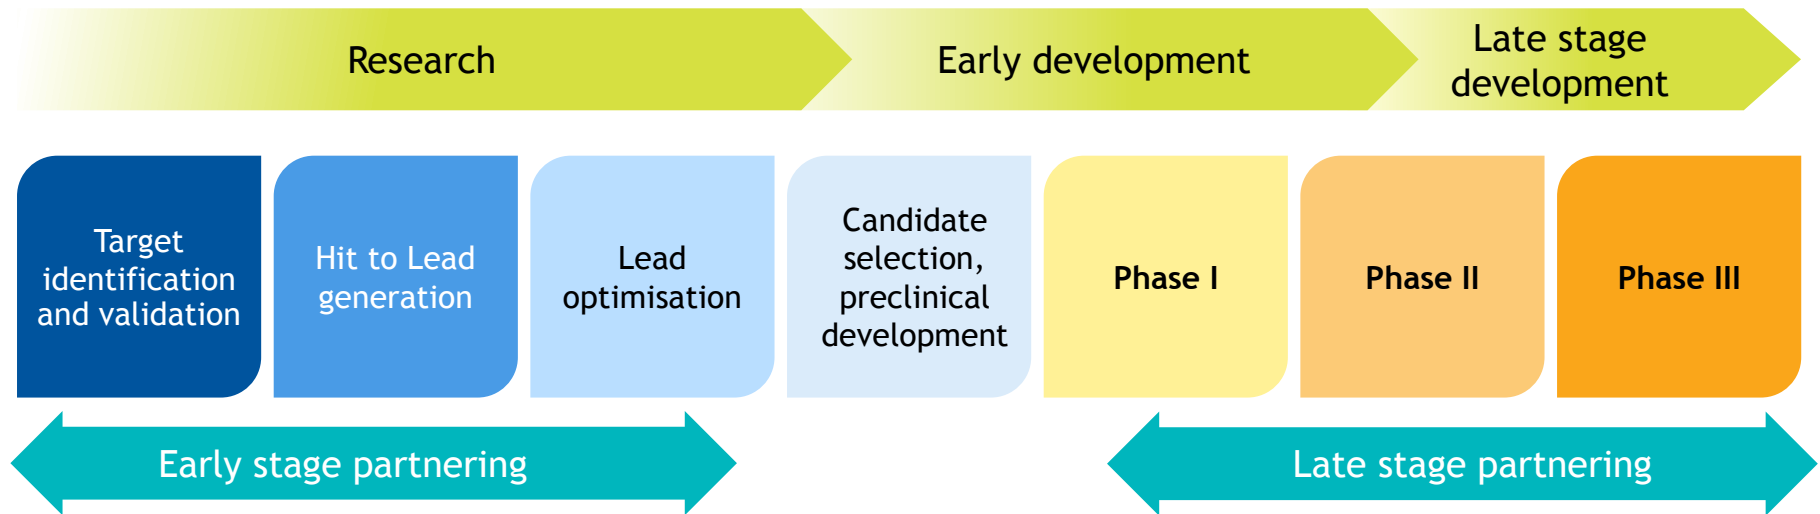 Research
Early development
Late stage
development
Target
identification
and validation
Hit to Lead
generation
Lead
optimisation
Candidate
selection,
preclinical
development
Phase I
Phase II
Phase III
Early stage partnering
Late stage partnering